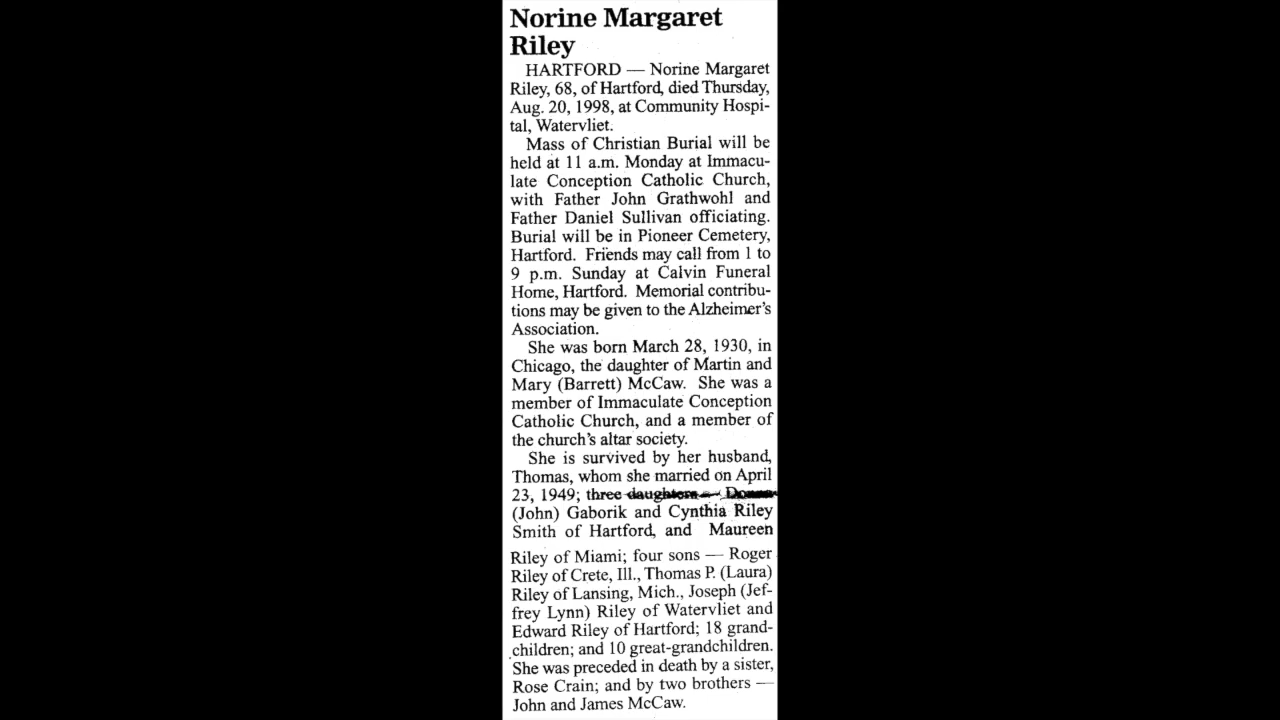 Norine Margaret
Riley
HARTFORD — Norine Margaret
Riley, 68, of Hartford, died Thursday,
Aug. 20, 1998, at Community Hospi-
tal, Watervliet.
Mass of Christian Burial will be
held at 11 a.m. Monday at Immacu-
late Conception Catholic Church,
with Father John Grathwohl and
Father Daniel Sullivan officiating.
Burial will be in Pioneer Cemetery,
Hartford. Friends may call from 1 to
9 p.m. Sunday at Calvin Funeral
Home, Hartford. Memorial contribu-
tions may be given to the Alzheimer's
Association.
She was born March 28, 1930, in
Chicago, the daughter of Martin and
Mary (Barrett) McCaw. She was a
member of Immaculate Conception
Catholic Church, and a member of
the church's altar society.
She is survived by her husband,
Thomas, whom she married on April
23, 1949; three daughters — Donna
(John) Gaborik and Cynthia Riley
Smith of Hartford, and Maureen
Riley of Miami; four sons — Roger
Riley of Crete, Ill., Thomas P. (Laura)
Riley of Lansing, Mich., Joseph (Jef-
frey Lynn) Riley of Watervliet and
Edward Riley of Hartford; 18 grand-
children; and 10 great-grandchildren.
She was preceded in death by a sister,
Rose Crain; and by two brothers —
John and James McCaw.